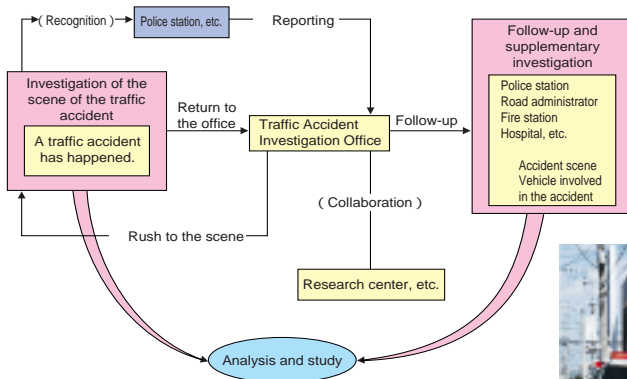 ( Recognition )
Police station, etc.
Reporting
Investigation of the
scene of the traffic
accident
A traffic accident
has happened.
Return to
the office
Traffic Accident
Investigation Office
Follow-up
Follow-up and
supplementary
investigation
Police station
Road administrator
Fire station
Hospital, etc.
Accident scene
Vehicle involved
in the accident
( Collaboration )
Rush to the scene
Research center, etc.
Analysis and study